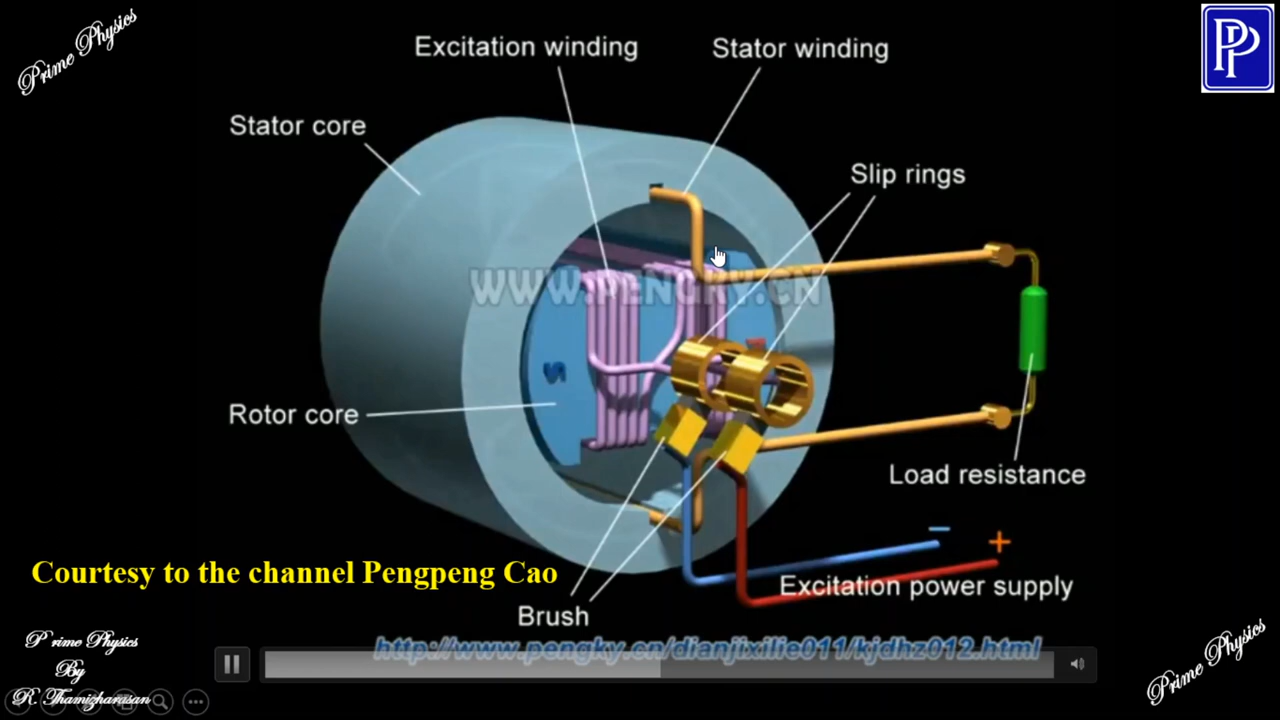 Prime Physics
PP
Excitation winding
Stator winding
Stator core
Slip rings
WWW.PENGKY.CN
S
Rotor core
Load resistance
−
+
Courtesy to the channel Pengpeng Cao
Excitation power supply
Brush
http://www.pengky.cn/dianjixilie011/kjdhz012.html
Prime Physics
By
R. Thamizharasan
Prime Physics